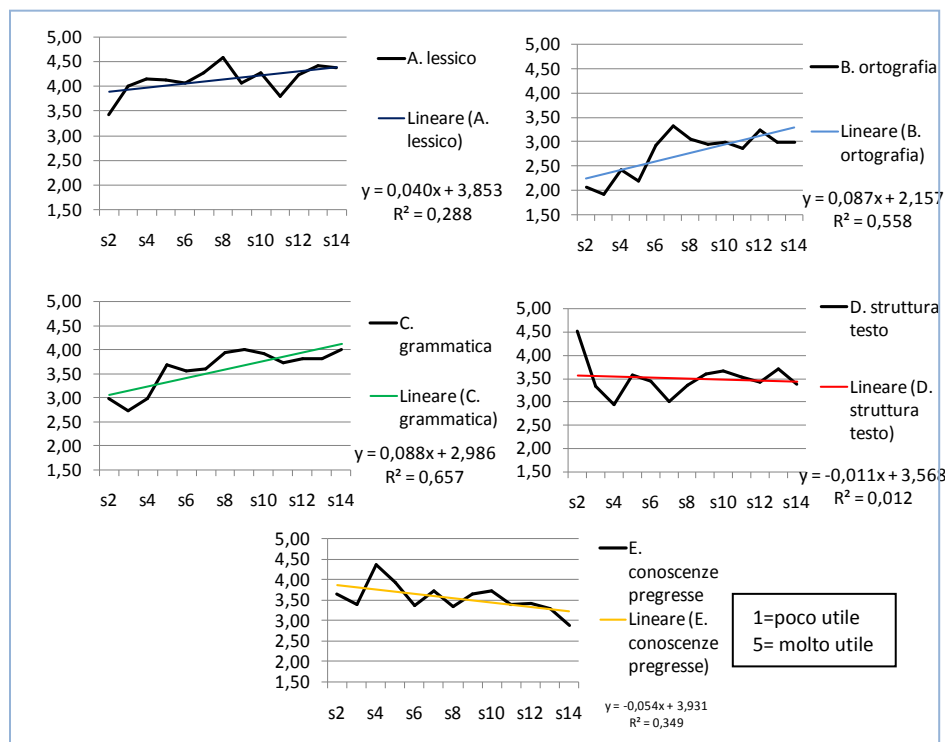 5,00
4,50
4,00
3,50
3,00
2,50
2,00
1,50
s2 s4 s6 s8 s10 s12 s14
A. lessico
Lineare (A.
lessico)
y = 0,040x + 3,853
R² = 0,288
5,00
4,50
4,00
3,50
3,00
2,50
2,00
1,50
s2 s4 s6 s8 s10 s12 s14
B. ortografia
Lineare (B.
ortografia)
y = 0,087x + 2,157
R² = 0,558
5,00
4,50
4,00
3,50
3,00
2,50
2,00
1,50
s2 s4 s6 s8 s10 s12 s14
C.
grammatica
Lineare (C.
grammatica)
y = 0,088x + 2,986
R² = 0,657
5,00
4,50
4,00
3,50
3,00
2,50
2,00
1,50
s2 s4 s6 s8 s10 s12 s14
D. struttura
testo
Lineare (D.
struttura
testo)
y = -0,011x + 3,568
R² = 0,012
5,00
4,50
4,00
3,50
3,00
2,50
2,00
1,50
s2 s4 s6 s8 s10 s12 s14
E.
conoscenze
pregresse
Lineare (E.
conoscenze
pregresse)
y = -0,054x + 3,931
R² = 0,349
1=poco utile
5= molto utile